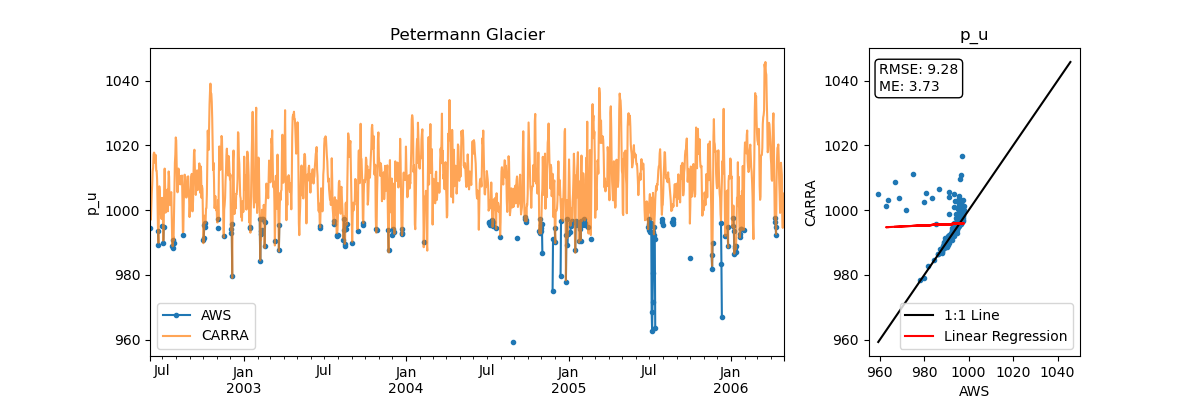 Petermann Glacier
p_u
1040
1020
1000
980
960
Jul
Jan
2003
Jul
Jan
2004
Jul
Jan
2005
Jul
Jan
2006
AWS
CARRA
p_u
RMSE: 9.28
ME: 3.73
CARRA
1040
1020
1000
980
960
1:1 Line
Linear Regression
960
980
1000
1020
1040
AWS